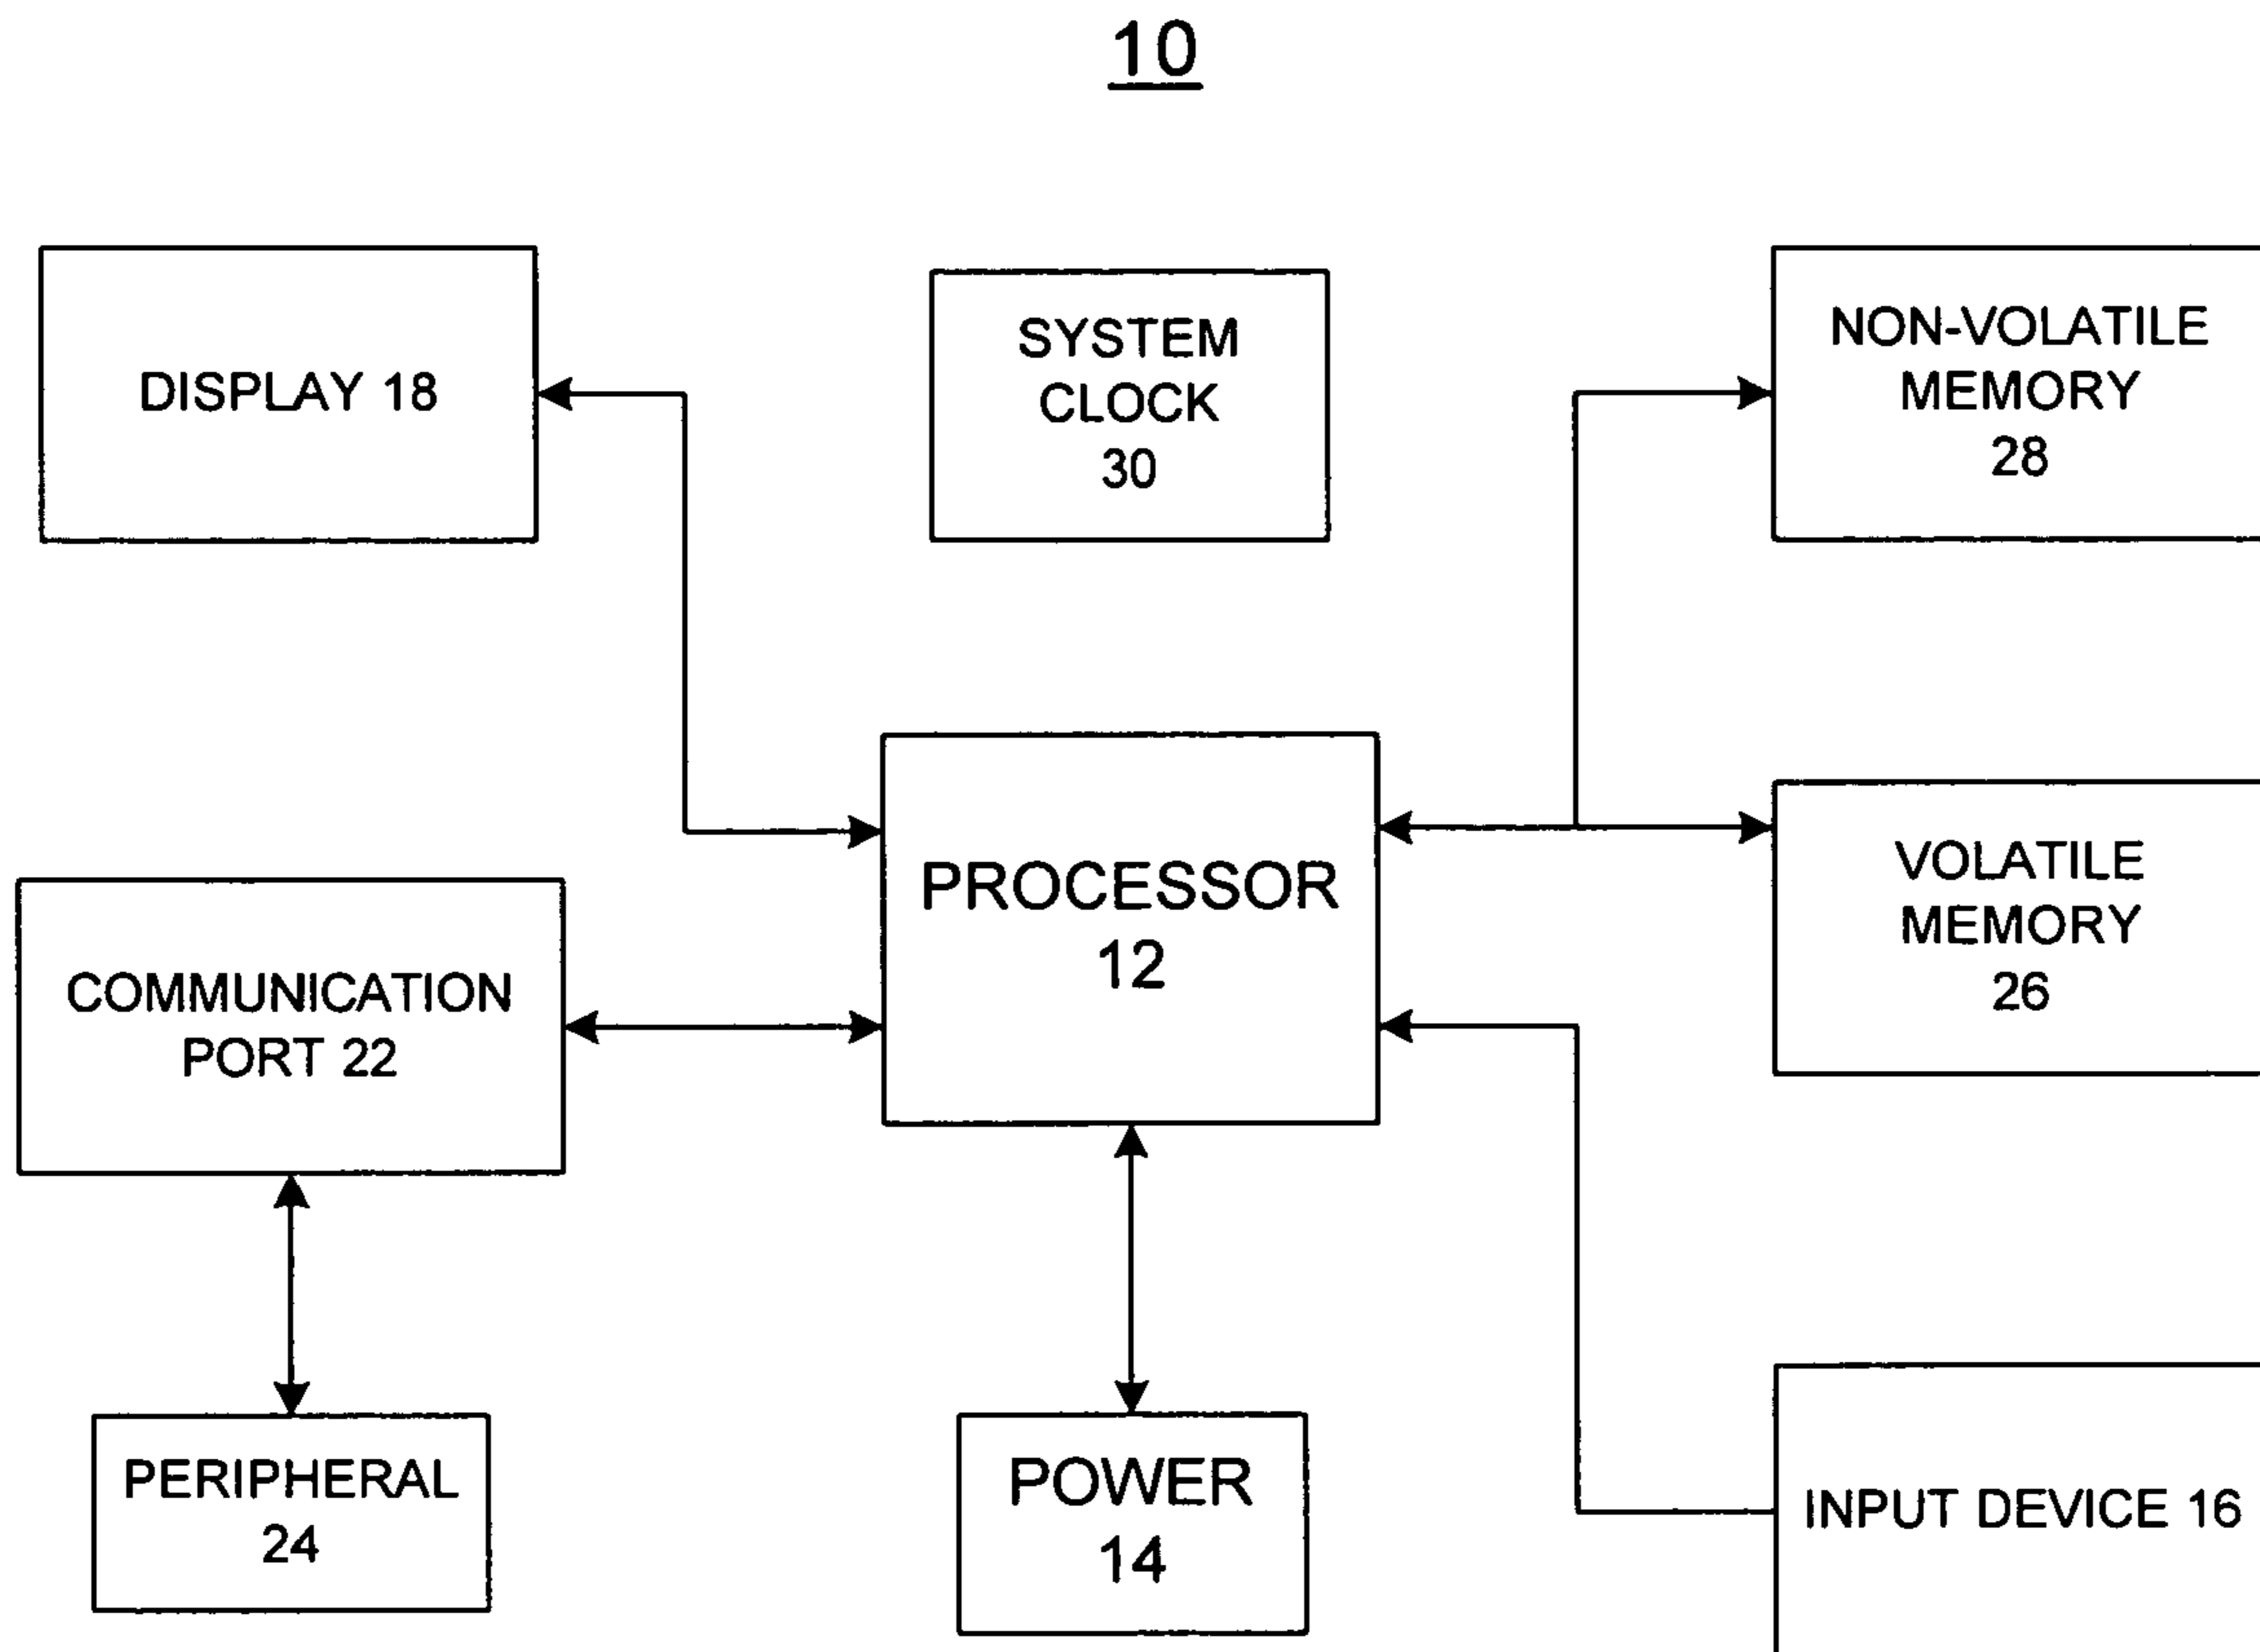 10
DISPLAY 18
SYSTEM
CLOCK
30
NON-VOLATILE
MEMORY
28
PROCESSOR
12
VOLATILE
MEMORY
26
COMMUNICATION
PORT 22
PERIPHERAL
24
POWER
14
INPUT DEVICE 16